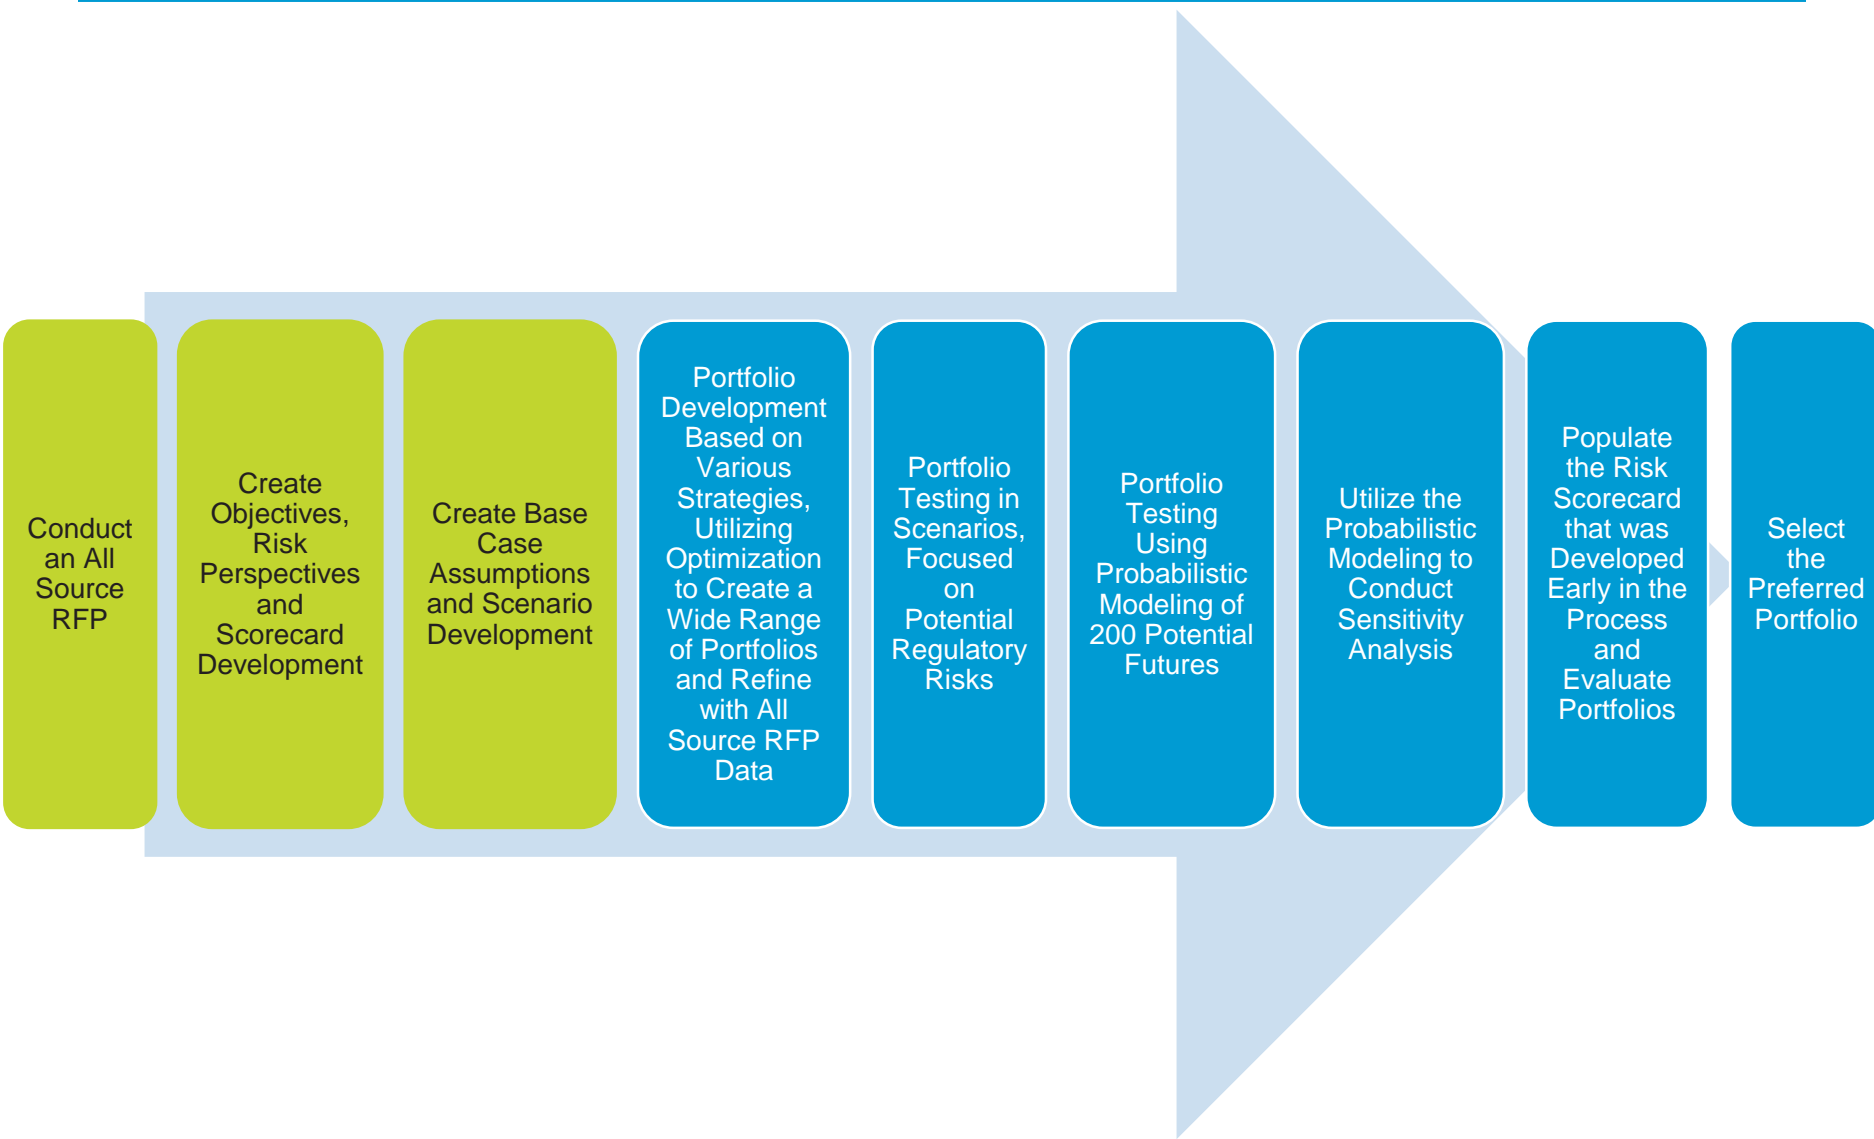 Conduct
an All
Source
RFP
Create
Objectives,
Risk
Perspectives
and
Scorecard
Development
Create Base
Case
Assumptions
and Scenario
Development
Portfolio
Development
Based on
Various
Strategies,
Utilizing
Optimization
to Create a
Wide Range
of Portfolios
and Refine
with All
Source RFP
Data
Portfolio
Testing in
Scenarios,
Focused
on
Potential
Regulatory
Risks
Portfolio
Testing
Using
Probabilistic
Modeling of
200 Potential
Futures
Utilize the
Probabilistic
Modeling to
Conduct
Sensitivity
Analysis
Populate
the Risk
Scorecard
that was
Developed
Early in the
Process
and
Evaluate
Portfolios
Select
the
Preferred
Portfolio